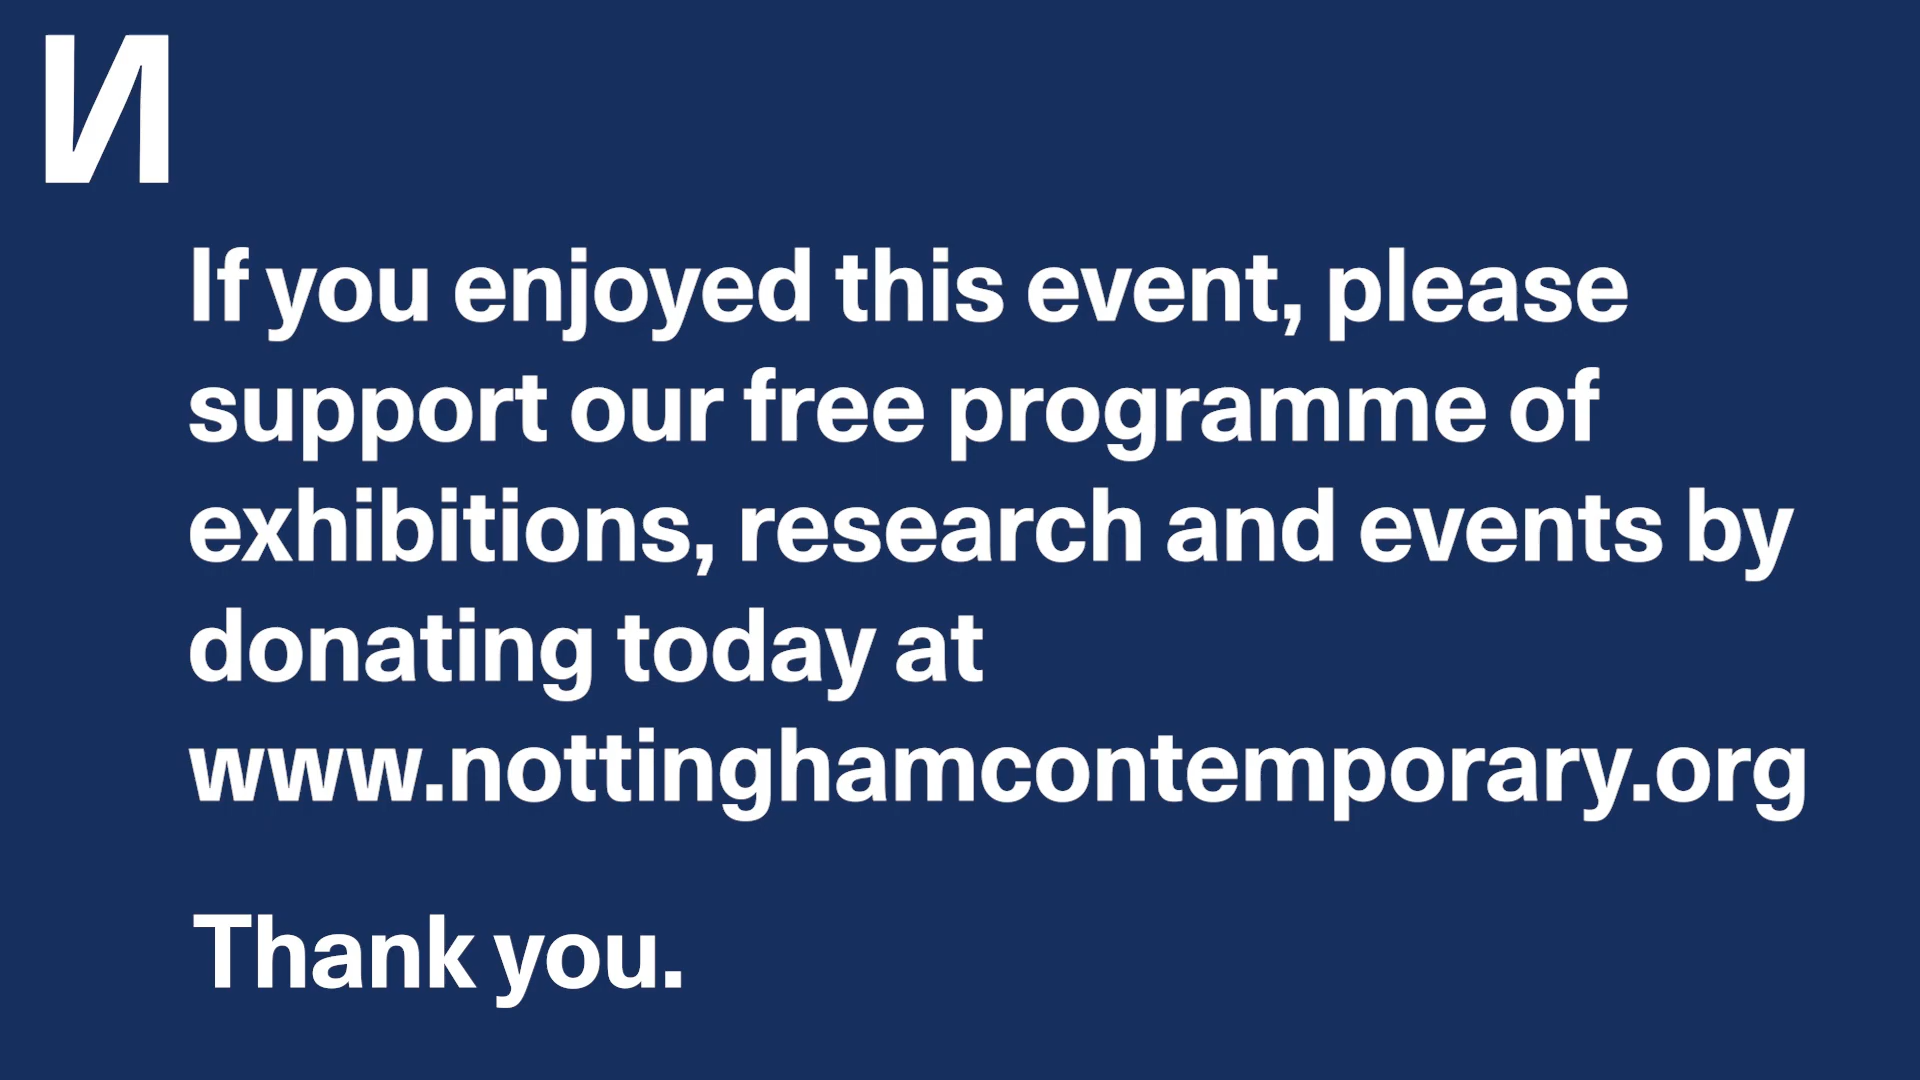 И
If you enjoyed this event, please
support our free programme of
exhibitions, research and events by
donating today at
www.nottinghamcontemporary.org
Thank you.